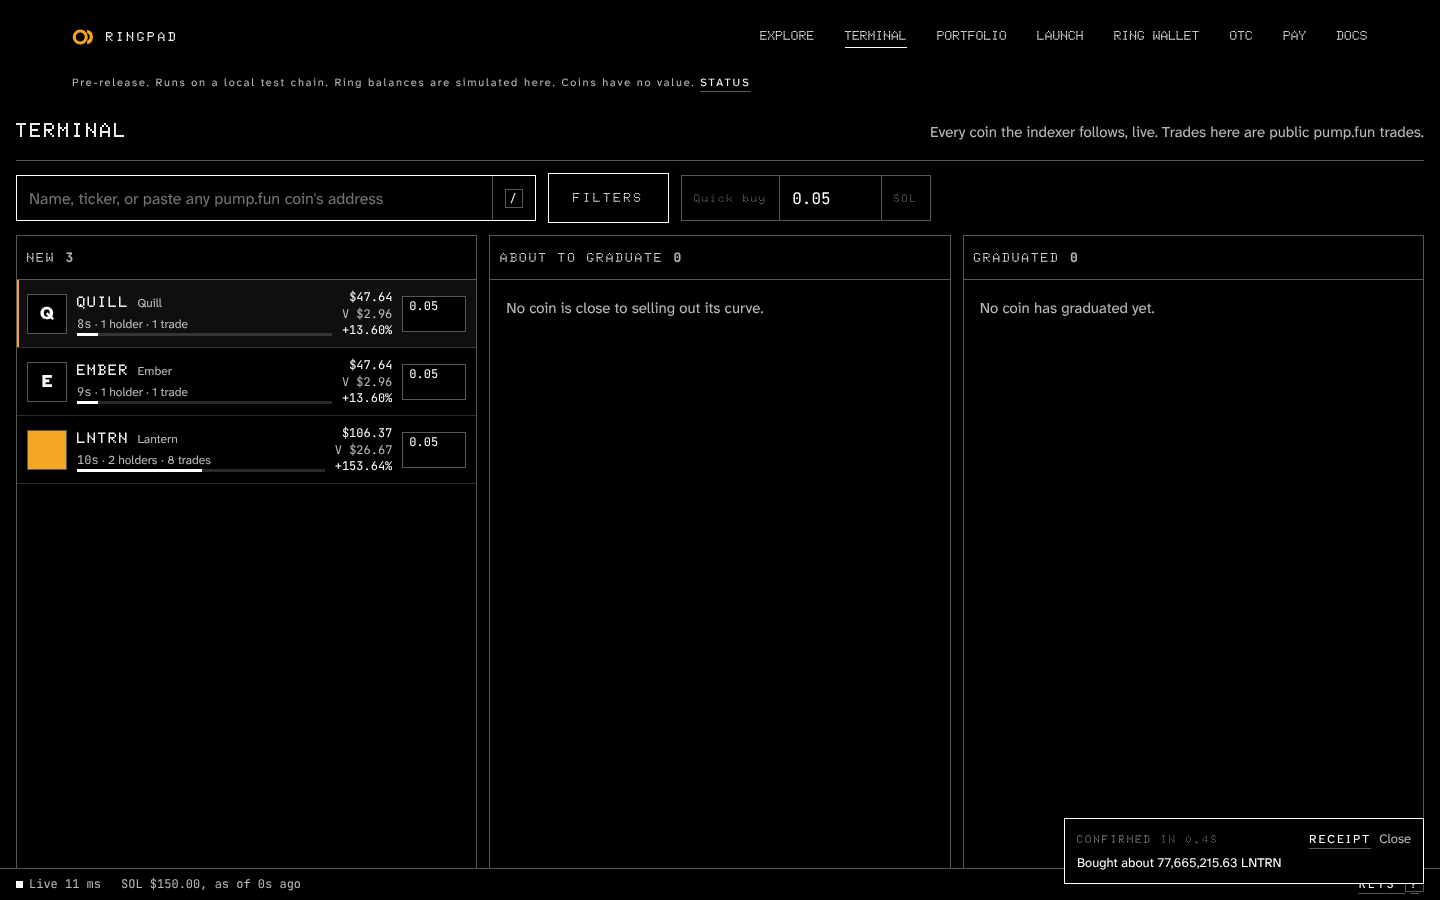 RINGPAD
EXPLORE TERMINAL PORTFOLIO LAUNCH RING WALLET OTC PAY DOCS
Pre-release. Runs on a local test chain. Ring balances are simulated here. Coins have no value. STATUS
TERMINAL
Every coin the indexer follows, live. Trades here are public pump.fun trades.
Name, ticker, or paste any pump.fun coin's address /
FILTERS
Quick buy 0.05 SOL
NEW 3
Q
QUILL Quill
8s · 1 holder · 1 trade
$47.64
V $2.96
+13.60%
0.05
E
EMBER Ember
9s · 1 holder · 1 trade
$47.64
V $2.96
+13.60%
0.05
LNTRN Lantern
10s · 2 holders · 8 trades
$106.37
V $26.67
+153.64%
0.05
ABOUT TO GRADUATE 0
No coin is close to selling out its curve.
GRADUATED 0
No coin has graduated yet.
CONFIRMED IN 0.4S RECEIPT Close
Bought about 77,665,215.63 LNTRN
Live 11 ms SOL $150.00, as of 0s ago
KEYS ?